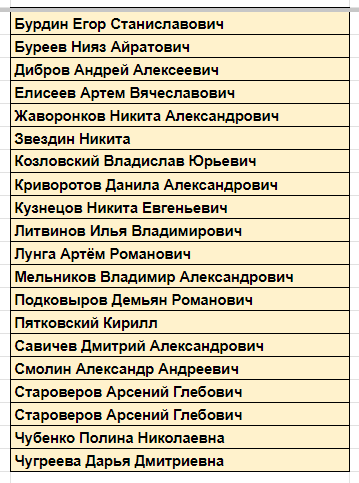 Бурдин Егор Станиславович
Буреев Нияз Айратович
Дибров Андрей Алексеевич
Елисеев Артем Вячеславович
Жаворонков Никита Александрович
Звездин Никита
Козловский Владислав Юрьевич
Криворотов Данила Александрович
Кузнецов Никита Евгеньевич
Литвинов Илья Владимирович
Лунга Артём Романович
Мельников Владимир Александрович
Подковыров Демьян Романович
Пятковский Кирилл
Савичев Дмитрий Александрович
Смолин Александр Андреевич
Староверов Арсений Глебович
Староверов Арсений Глебович
Чубенко Полина Николаевна
Чугреева Дарья Дмитриевна